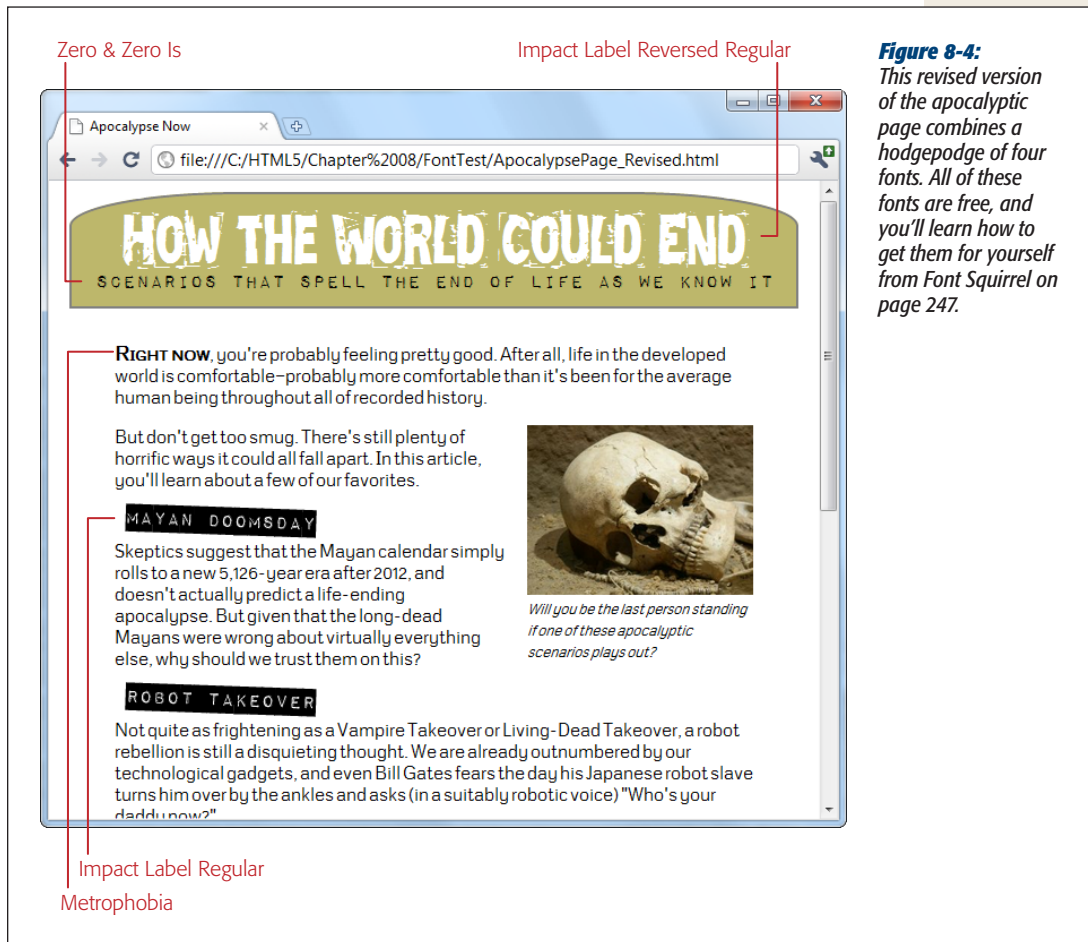 Zero & Zero Is
Impact Label Reversed Regular
Apocalypse Now
file:///C:/HTML5/Chapter%2008/FontTest/ApocalypsePage_Revised.html
HOW THE WORLD COULD END
SCENARIOS THAT SPELL THE END OF LIFE AS WE KNOW IT
RIGHT NOW, you're probably feeling pretty good. After all, life in the developed
world is comfortable—probably more comfortable than it's been for the average
human being throughout all of recorded history.
But don't get too smug. There's still plenty of
horrific ways it could all fall apart. In this article,
you'll learn about a few of our favorites.
MAYAN DOOMSDAY
Skeptics suggest that the Mayan calendar simply
rolls to a new 5,126-year era after 2012, and
doesn't actually predict a life-ending
apocalypse. But given that the long-dead
Mayans were wrong about virtually everything
else, why should we trust them on this?
Will you be the last person standing
if one of these apocalyptic
scenarios plays out?
ROBOT TAKEOVER
Not quite as frightening as a Vampire Takeover or Living-Dead Takeover, a robot
rebellion is still a disquieting thought. We are already outnumbered by our
technological gadgets, and even Bill Gates fears the day his Japanese robot slave
turns him over by the ankles and asks (in a suitably robotic voice) "Who's your
daddy now?"
Impact Label Regular
Metrophobia
Figure 8-4:
This revised version
of the apocalyptic
page combines a
hodgepodge of four
fonts. All of these
fonts are free, and
you'll learn how to
get them for yourself
from Font Squirrel on
page 247.